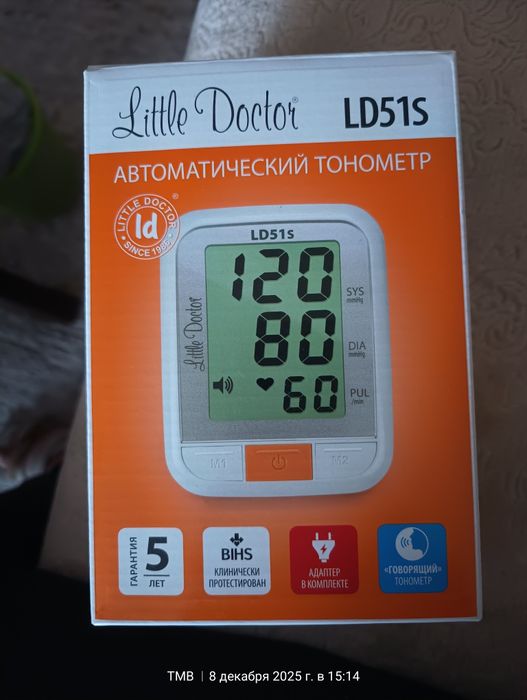 Little Doctor®
LD51S
АВТОМАТИЧЕСКИЙ ТОНОМЕТР
LITTLE DOCTOR ®
ld
SINCE 1986
LD51s
120
SYS
mmHg
Little Doctor
80
DIA
mmHg
60
PUL
/min
M1
M2
ГАРАНТИЯ
5
ЛЕТ
BIHS
КЛИНИЧЕСКИ
ПРОТЕСТИРОВАН
АДАПТЕР
В КОМПЛЕКТЕ
«ГОВОРЯЩИЙ»
ТОНОМЕТР
ТМВ | 8 декабря 2025 г. в 15:14